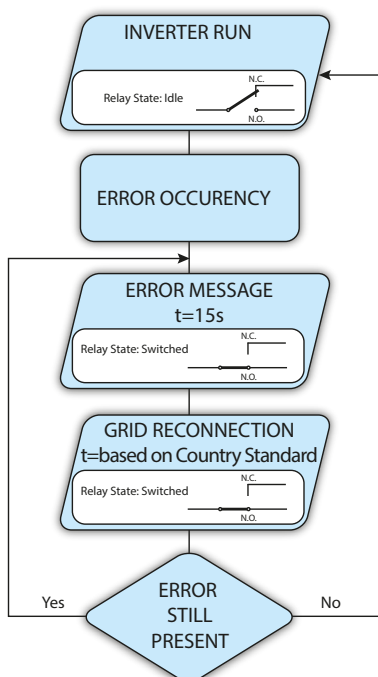 INVERTER RUN
N.C.
Relay State: Idle
N.O.
ERROR OCCURENCY
ERROR MESSAGE
t=15s
N.C.
Relay State: Switched
N.O.
GRID RECONNECTION
t=based on Country Standard
N.C.
Relay State: Switched
N.O.
Yes
ERROR
STILL
PRESENT
No